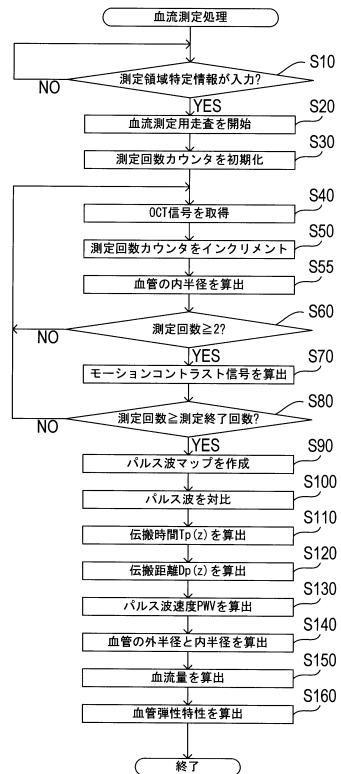 血流測定処理
測定領域特定情報が入力?
S10
NO
YES
血流測定用走査を開始
S20
測定回数カウンタを初期化
S30
OCT信号を取得
S40
測定回数カウンタをインクリメント
S50
血管の内半径を算出
S55
測定回数≧2?
S60
NO
YES
モーションコントラスト信号を算出
S70
測定回数≧測定終了回数?
S80
NO
YES
パルス波マップを作成
S90
パルス波を対比
S100
伝搬時間Tp(z)を算出
S110
伝搬距離Dp(z)を算出
S120
パルス波速度PWVを算出
S130
血管の外半径と内半径を算出
S140
血流量を算出
S150
血管弾性特性を算出
S160
終了